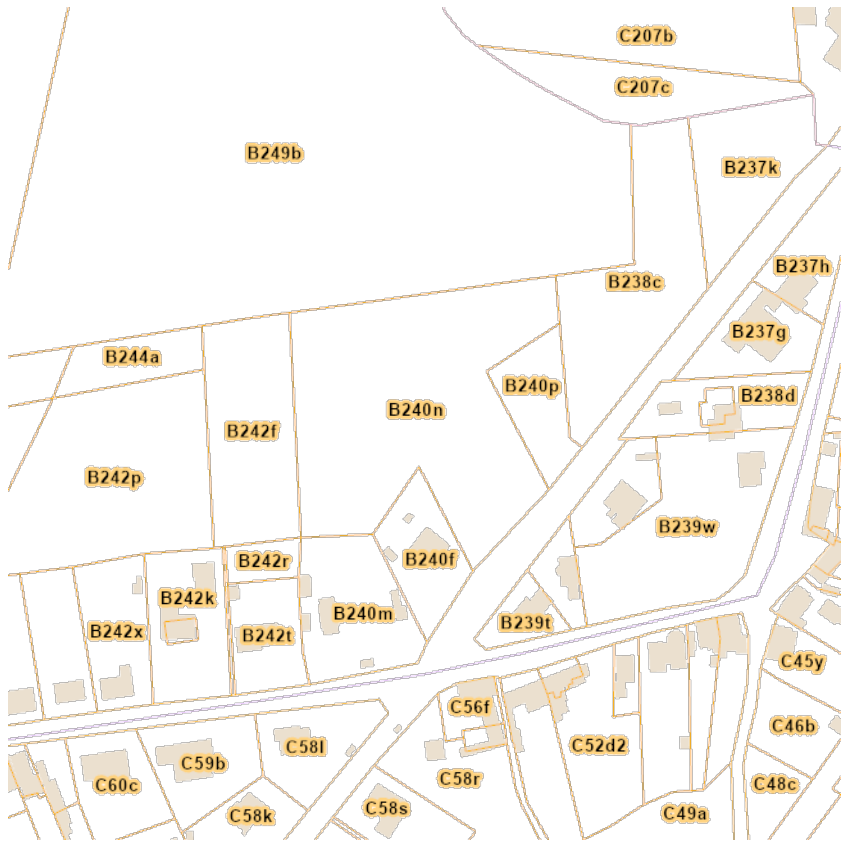 C207b
C207c
B249b
B237k
B237h
B238c
B237g
B244a
B240p
B238d
B240n
B242f
B242p
B239w
B240f
B242r
B242k
B240m
B239t
B242x
B242t
C45y
C56f
C46b
C58l
C52d2
C59b
C58r
C60c
C48c
C58s
C49a
C58k